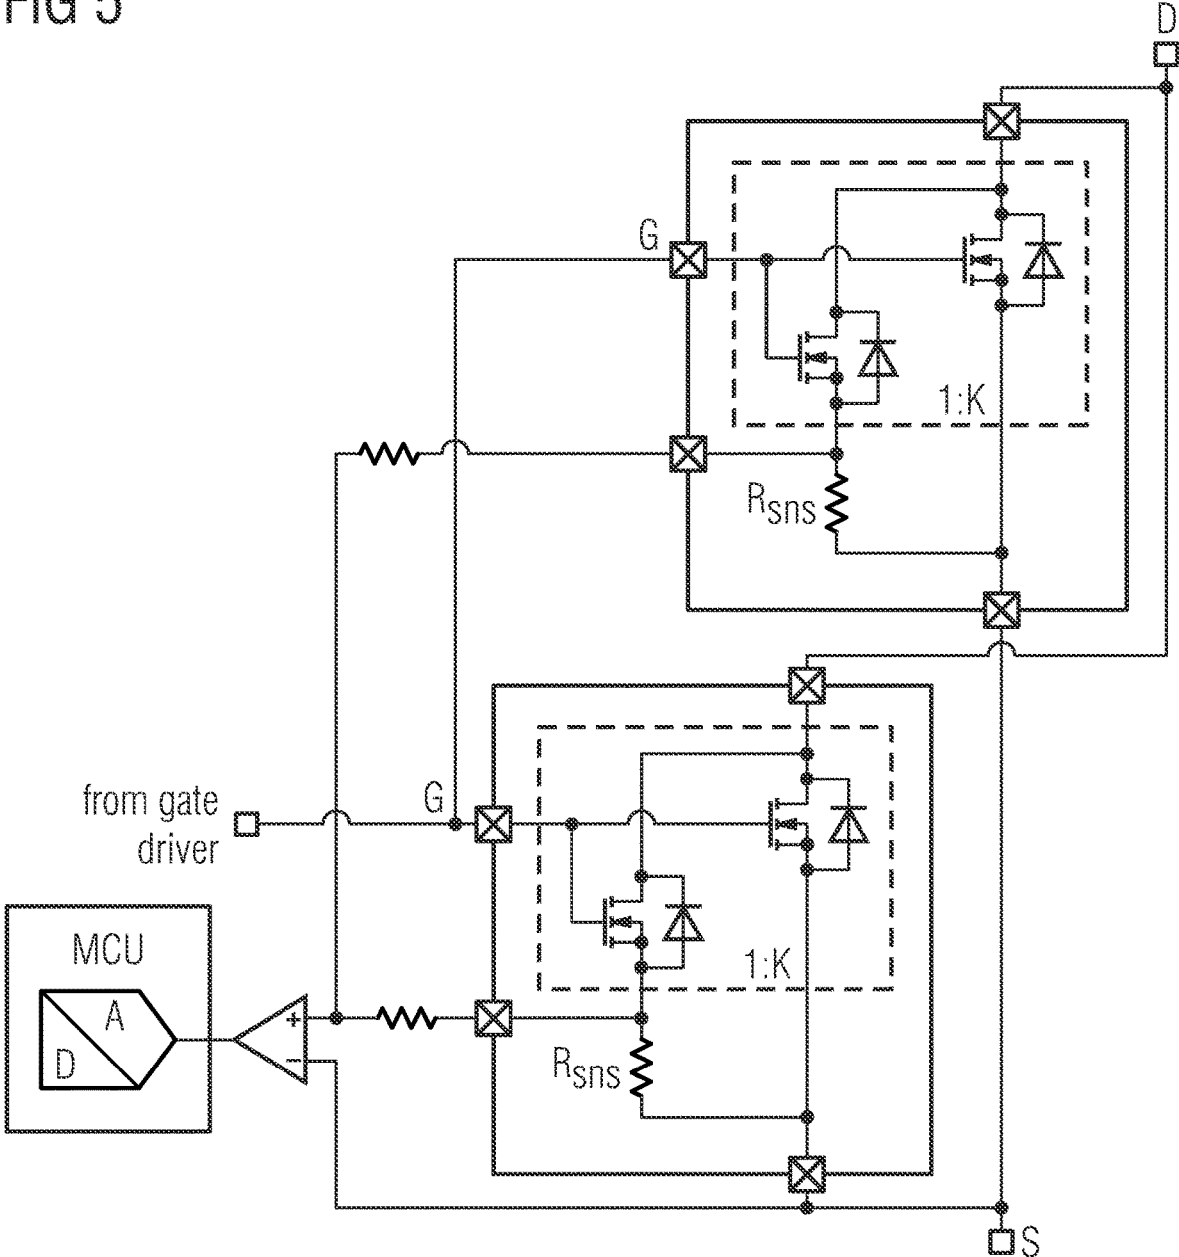 FIG 5
D
G
1:K
Rsns
from gate
driver
G
MCU
A
D
+
−
1:K
Rsns
S